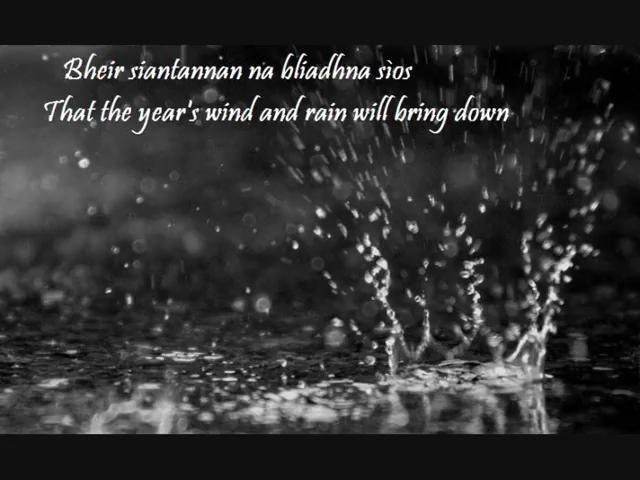 Bheir siantannan na bliadhna sìos
That the year's wind and rain will bring down